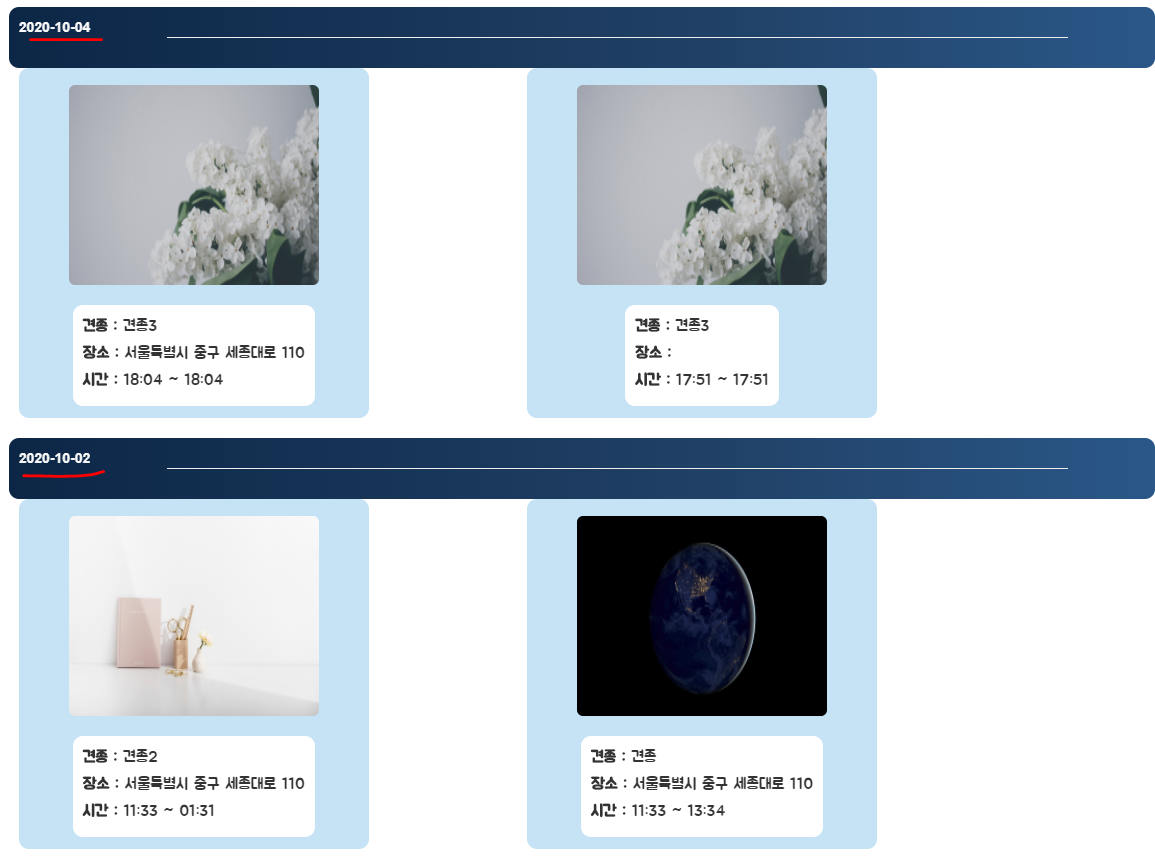 2020-10-04
견종 : 견종3
장소 : 서울특별시 중구 세종대로 110
시간 : 18:04 ~ 18:04
견종 : 견종3
장소 :
시간 : 17:51 ~ 17:51
2020-10-02
견종 : 견종2
장소 : 서울특별시 중구 세종대로 110
시간 : 11:33 ~ 01:31
견종 : 견종
장소 : 서울특별시 중구 세종대로 110
시간 : 11:33 ~ 13:34